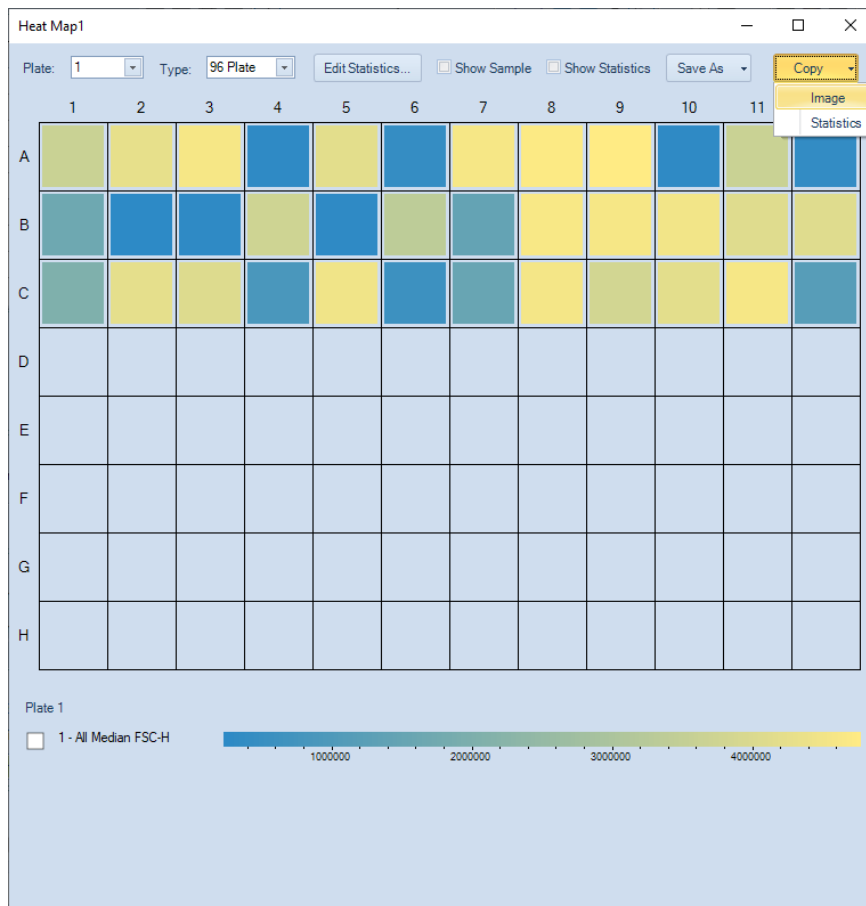 Heat Map1
Plate: 1 Type: 96 Plate Edit Statistics... Show Sample Show Statistics Save As Copy
Image
Statistics
1 2 3 4 5 6 7 8 9 10 11
A
B
C
D
E
F
G
H
Plate 1
1 - All Median FSC-H
1000000 2000000 3000000 4000000